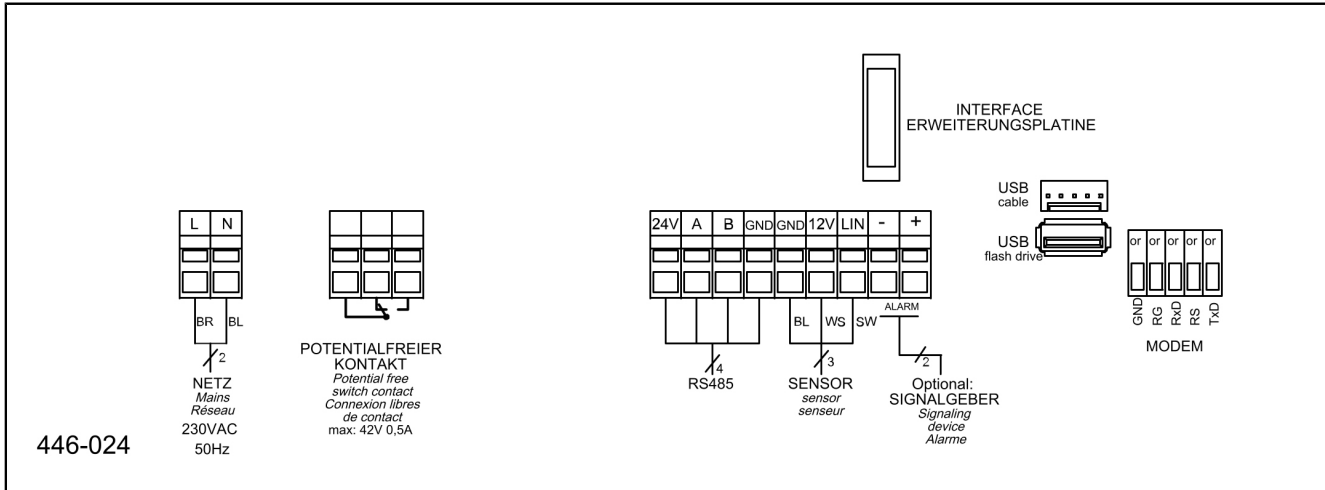 INTERFACE
ERWEITERUNGSPLATINE
USB
cable
USB
flash drive
L N
24V A B GND GND 12V LIN - +
or or or or or
GND RG RxD RS TxD
MODEM
BR BL
2
NETZ
Mains
Réseau
230VAC
50Hz
POTENTIALFREIER
KONTAKT
Potential free
switch contact
Connexion libres
de contact
max: 42V 0,5A
4
RS485
BL WS SW
3
SENSOR
sensor
senseur
ALARM
2
Optional:
SIGNALGEBER
Signaling
device
Alarme
446-024